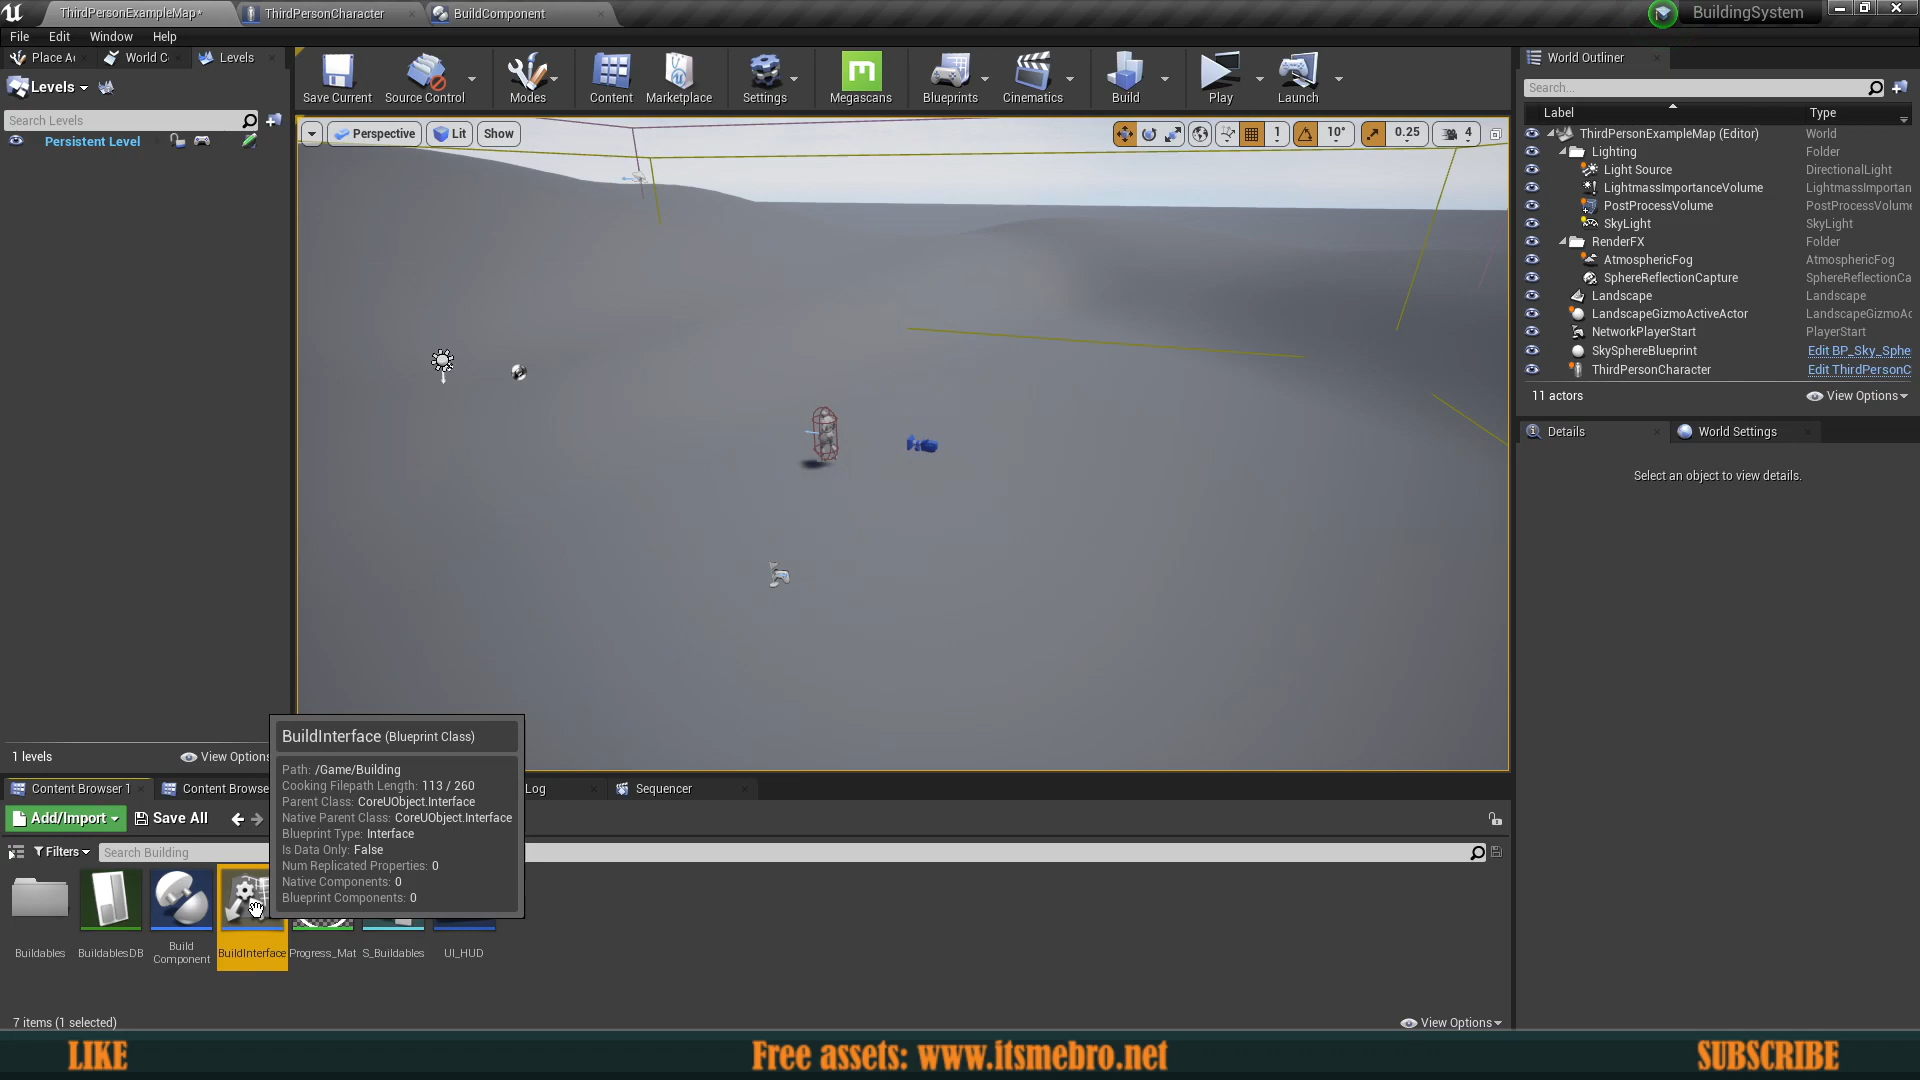 ThirdPersonExampleMap*
ThirdPersonCharacter
BuildComponent
BuildingSystem
File Edit Window Help
Place A
World C
Levels
World Outliner
Levels
Save Current
Source Control
Modes
Content
Marketplace
Settings
Megascans
Blueprints
Cinematics
Build
Play
Launch
Search...
Search Levels
Label
Type
Persistent Level
Perspective
Lit
Show
1
10°
0.25
4
ThirdPersonExampleMap (Editor) World
Lighting Folder
Light Source DirectionalLight
LightmassImportanceVolume LightmassImportan
PostProcessVolume PostProcessVolume
SkyLight SkyLight
RenderFX Folder
AtmosphericFog AtmosphericFog
SphereReflectionCapture SphereReflectionCa
Landscape Landscape
LandscapeGizmoActiveActor LandscapeGizmoAc
NetworkPlayerStart PlayerStart
SkySphereBlueprint Edit BP_Sky_Sphe
ThirdPersonCharacter Edit ThirdPersonC
11 actors
View Options
Details
World Settings
Select an object to view details.
1 levels
View Options
BuildInterface (Blueprint Class)
Path: /Game/Building
Cooking Filepath Length: 113 / 260
Parent Class: CoreUObject.Interface
Native Parent Class: CoreUObject.Interface
Blueprint Type: Interface
Is Data Only: False
Num Replicated Properties: 0
Native Components: 0
Blueprint Components: 0
Content Browser 1
Content Browse
Log
Sequencer
Add/Import
Save All
Filters
Search Building
Buildables
BuildablesDB
Build
Component
BuildInterface
Progress_Mat
S_Buildables
UI_HUD
7 items (1 selected)
View Options
LIKE
Free assets: www.itsmebro.net
SUBSCRIBE